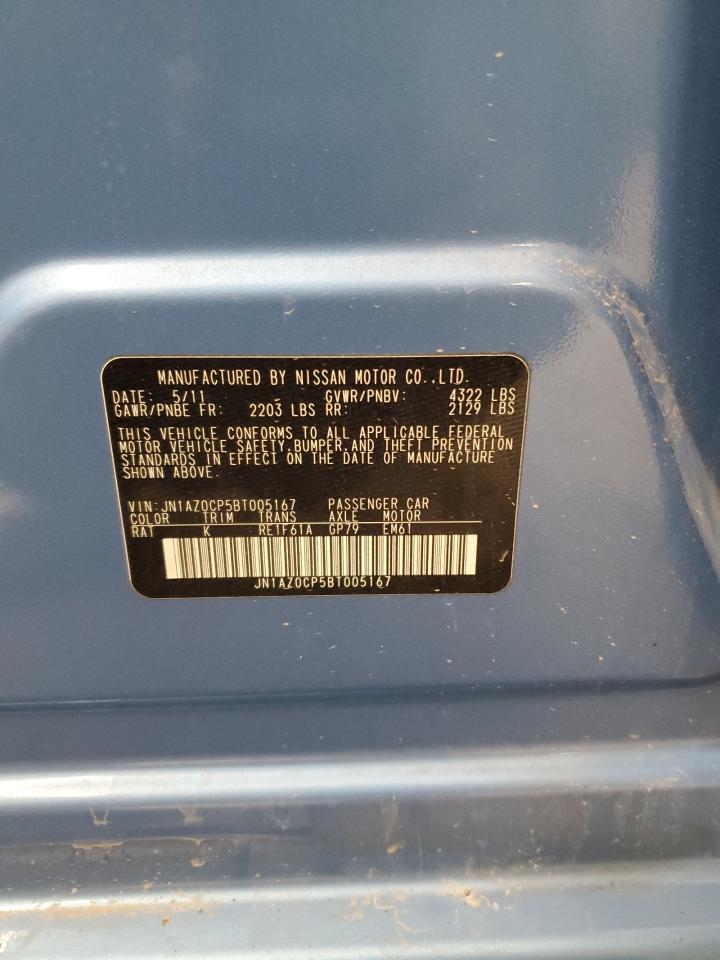 MANUFACTURED BY NISSAN MOTOR CO.,LTD.
DATE: 5/11 GVWR/PNBV: 4322 LBS
GAWR/PNBE FR: 2203 LBS RR: 2129 LBS
THIS VEHICLE CONFORMS TO ALL APPLICABLE FEDERAL
MOTOR VEHICLE SAFETY,BUMPER,AND THEFT PREVENTION
STANDARDS IN EFFECT ON THE DATE OF MANUFACTURE
SHOWN ABOVE.
VIN:JN1AZ0CP5BT005167 PASSENGER CAR
COLOR TRIM TRANS AXLE MOTOR
RAT K RE1F61A GP79 EM61
JN1AZ0CP5BT005167